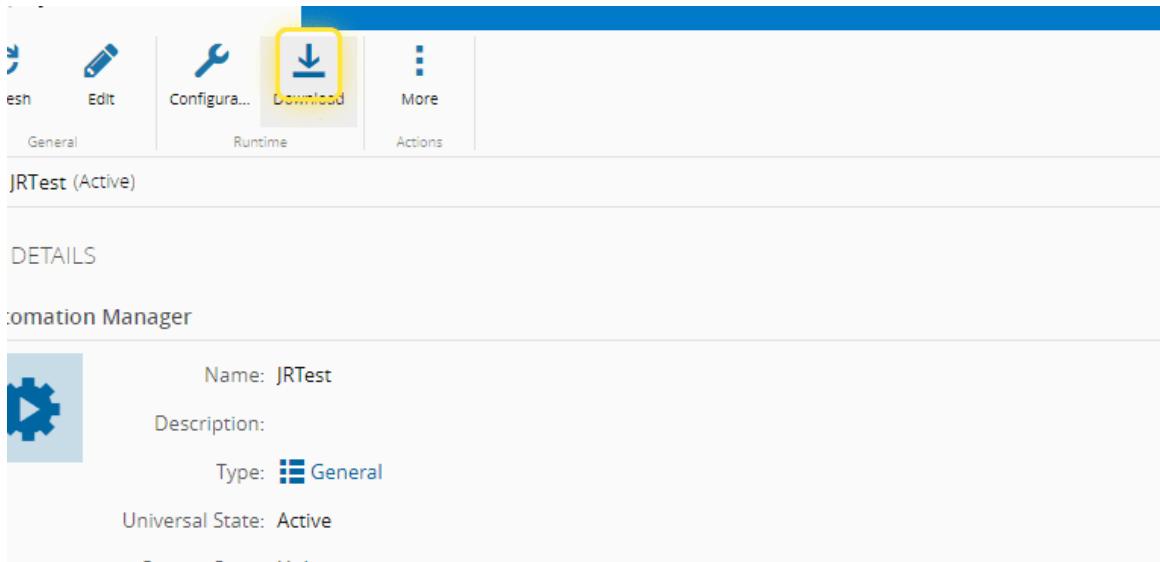 esh Edit Configura... Download More
General Runtime Actions
JRTest (Active)
DETAILS
tomation Manager
Name: JRTest
Description:
Type: General
Universal State: Active